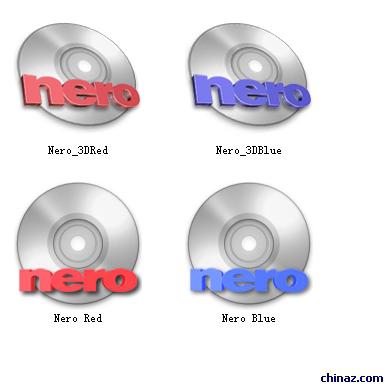 nero
nero
Nero_3DRed
Nero_3DBlue
nero
nero
Nero Red
Nero Blue
chinaz.com